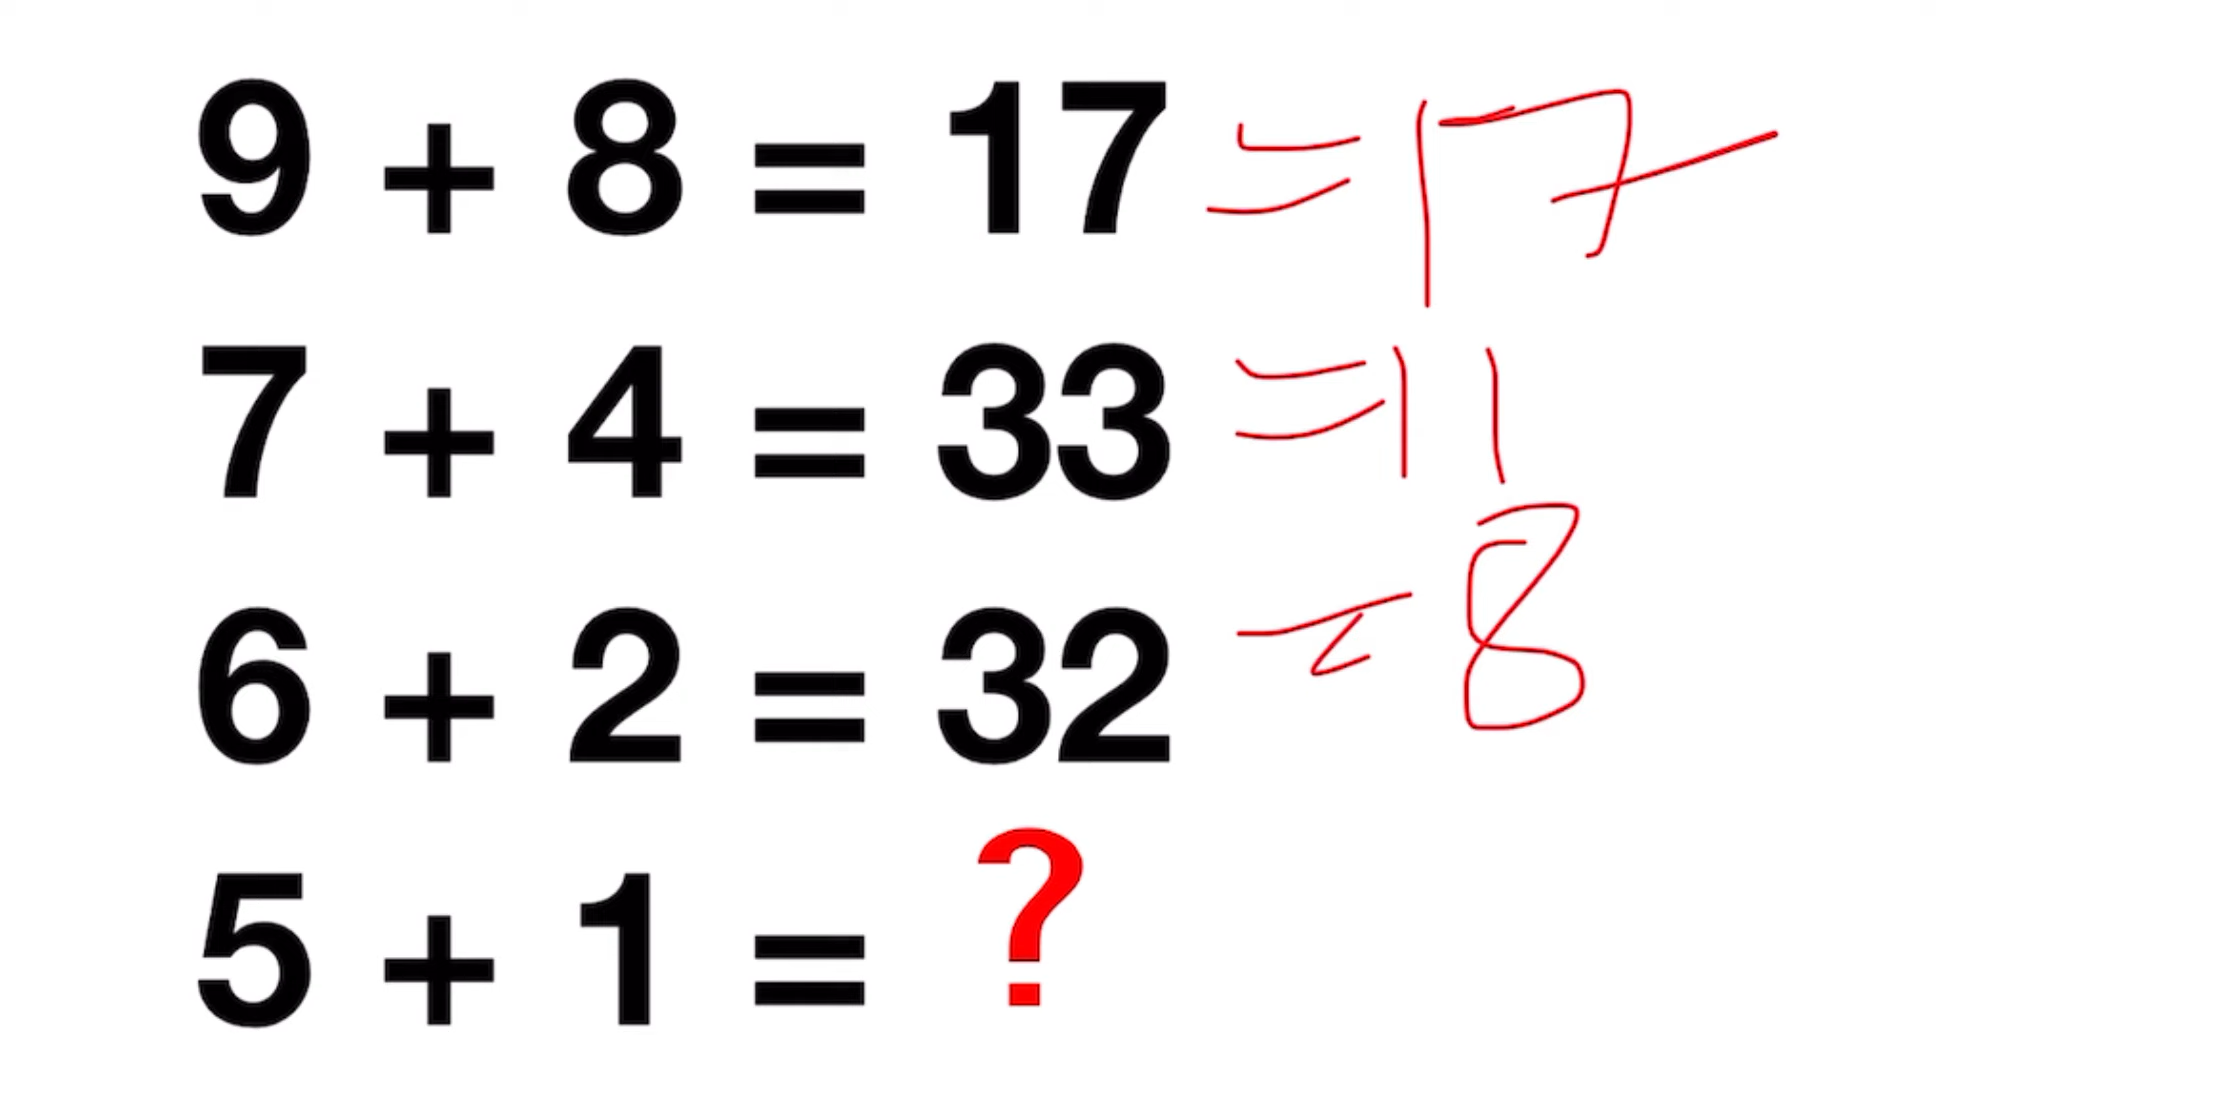 9 + 8 = 17 = 17
7 + 4 = 33 = 11
6 + 2 = 32 = 8
5 + 1 = ?